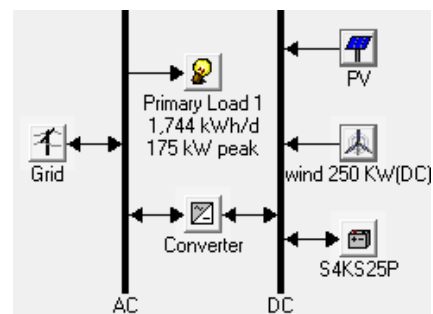 Primary Load 1
1,744 kWh/d
175 kW peak
PV
Grid
wind 250 KW(DC)
Converter
S4KS25P
AC
DC